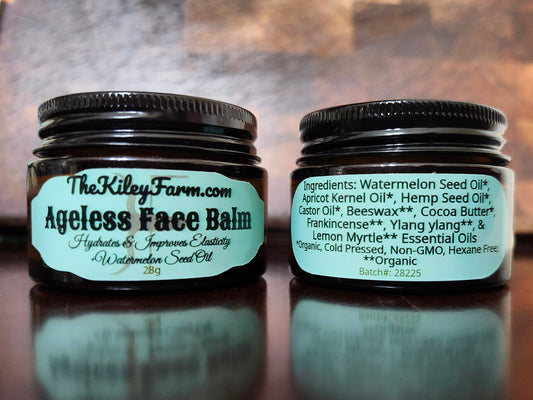 TheKileyFarm.com
Ageless Face Balm
Hydrates & Improves Elasticity
*Watermelon Seed Oil
28g
Ingredients: Watermelon Seed Oil*,
Apricot Kernel Oil*, Hemp Seed Oil*,
Castor Oil*, Beeswax**, Cocoa Butter*,
Frankincense**, Ylang ylang** &
Lemon Myrtle** Essential Oils
*Organic, Cold Pressed, Non-GMO, Hexane Free;
**Organic
Batch#: 28225